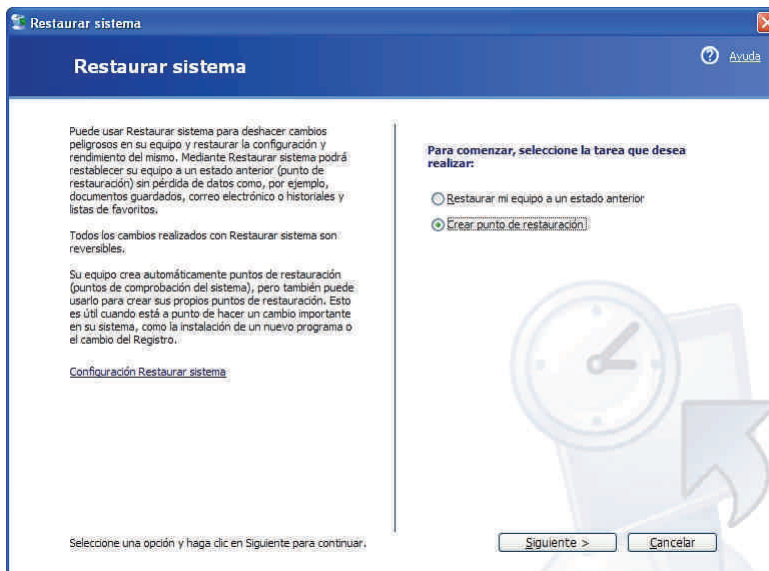 Restaurar sistema
Restaurar sistema
Ayuda
Puede usar Restaurar sistema para deshacer cambios
peligrosos en su equipo y restaurar la configuración y
rendimiento del mismo. Mediante Restaurar sistema podrá
restablecer su equipo a un estado anterior (punto de
restauración) sin pérdida de datos como, por ejemplo,
documentos guardados, correo electrónico o historiales y
listas de favoritos.
Todos los cambios realizados con Restaurar sistema son
reversibles.
Su equipo crea automáticamente puntos de restauración
(puntos de comprobación del sistema), pero también puede
usarlo para crear sus propios puntos de restauración. Esto
es útil cuando está a punto de hacer un cambio importante
en su sistema, como la instalación de un nuevo programa o
el cambio del Registro.
Configuración Restaurar sistema
Para comenzar, seleccione la tarea que desea
realizar:
Restaurar mi equipo a un estado anterior
Crear punto de restauración
Seleccione una opción y haga clic en Siguiente para continuar.
Siguiente >
Cancelar